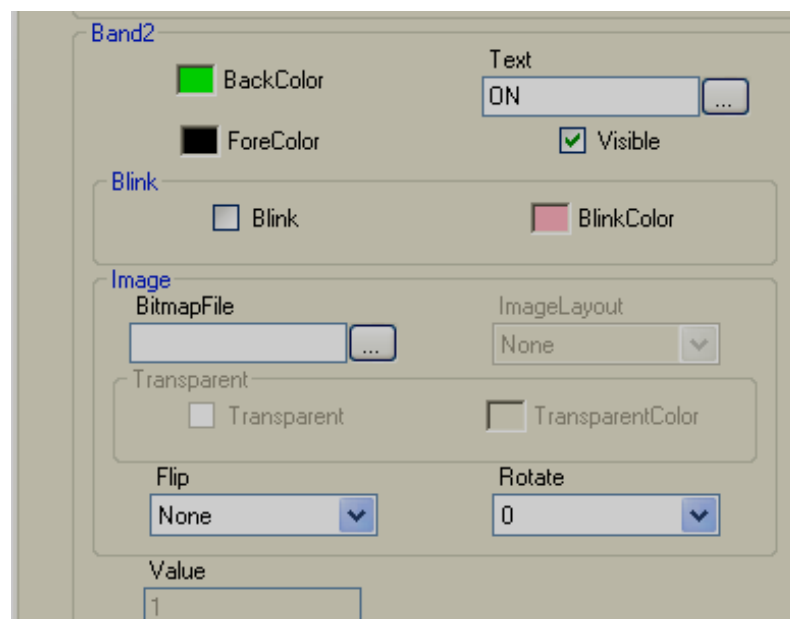 Band2
BackColor
Text
ON
...
ForeColor
Visible
Blink
Blink
BlinkColor
Image
BitmapFile
ImageLayout
...
None
Transparent
Transparent
TransparentColor
Flip
Rotate
None
0
Value
1